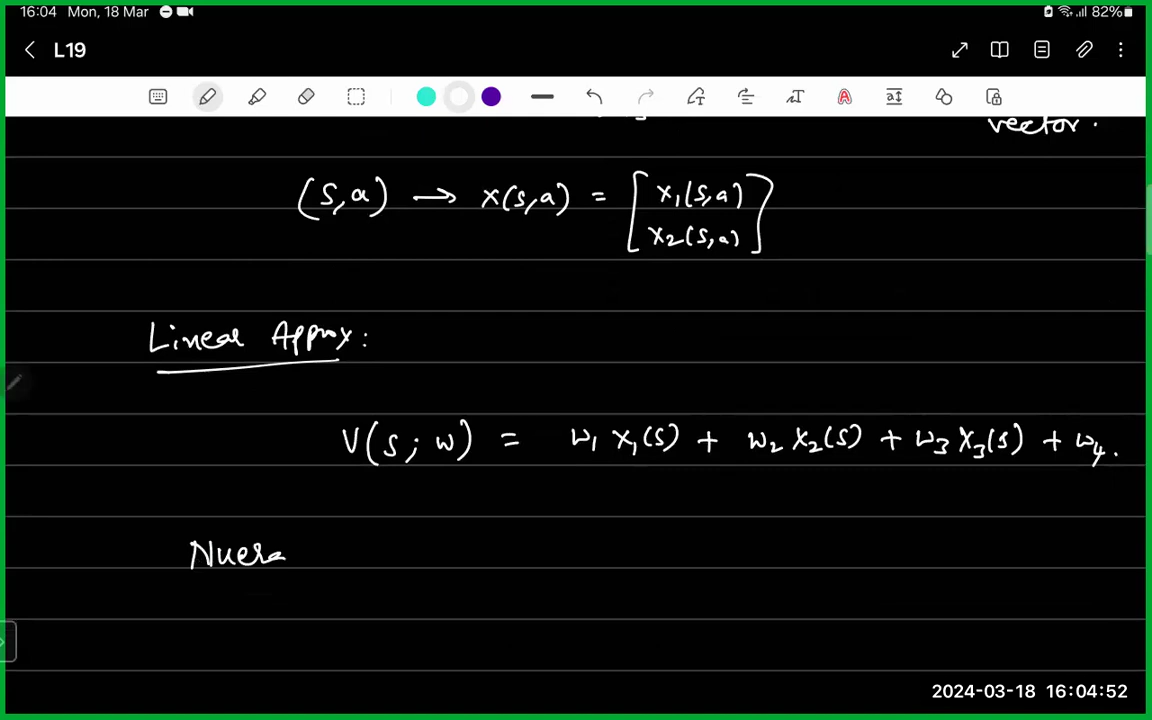 16:04 Mon, 18 Mar 82%
L19
vector.
(s,a) → x(s,a) = [x₁(s,a)
x₂(s,a)]
Linear Approx:
V(s; w) = w₁ x₁(s) + w₂ x₂(s) + w₃ x₃(s) + w₄.
Nuera
2024-03-18 16:04:52